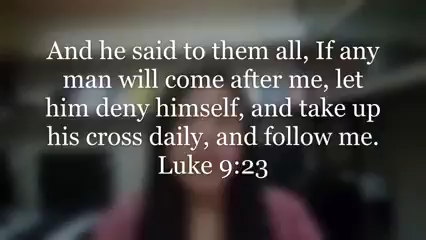 And he said to them all, If any
man will come after me, let
him deny himself, and take up
his cross daily, and follow me.
Luke 9:23